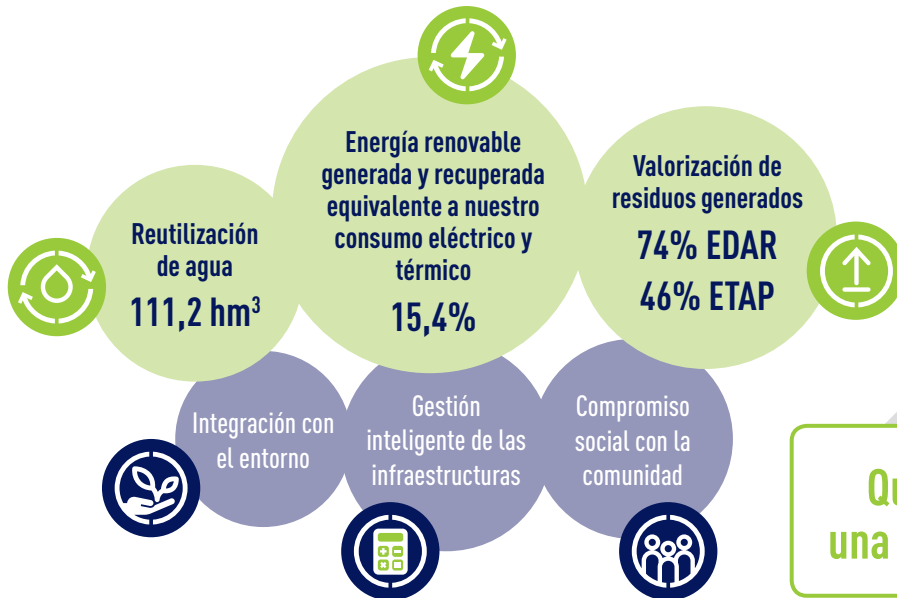 Energía renovable
generada y recuperada
equivalente a nuestro
consumo eléctrico y
térmico
15,4%
Reutilización
de agua
111,2 hm³
Valorización de
residuos generados
74% EDAR
46% ETAP
Integración con
el entorno
Gestión
inteligente de las
infraestructuras
Compromiso
social con la
comunidad
una